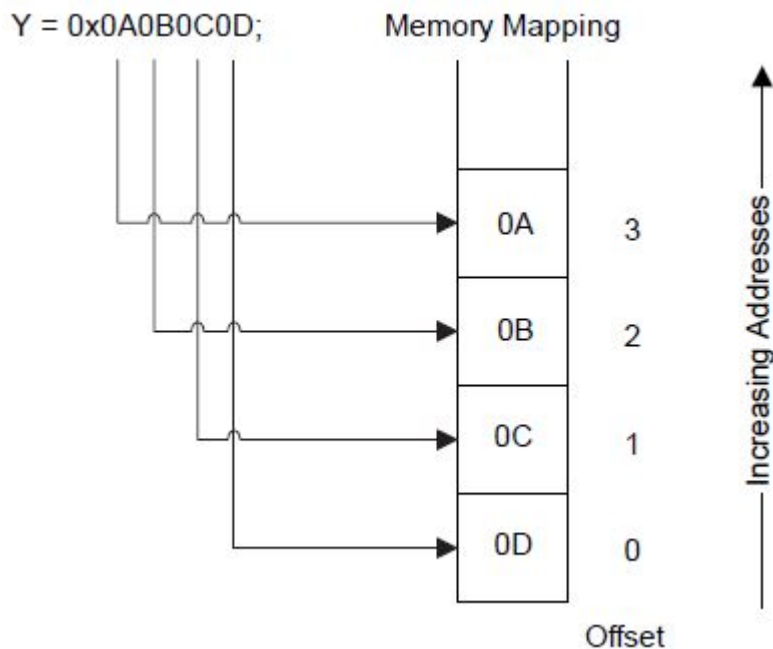 Y = 0x0A0B0C0D;
Memory Mapping
0A
3
0B
2
0C
1
0D
0
Offset
Increasing Addresses